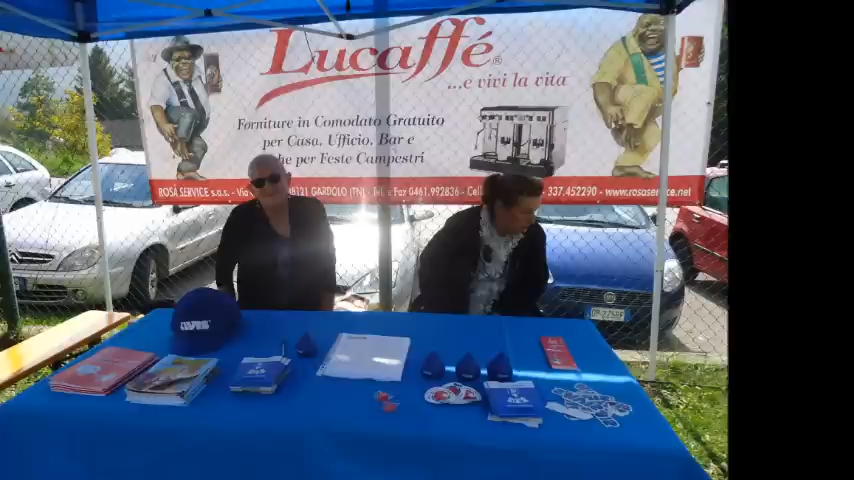 Lucaffé®
...e vivi la vita
Forniture in Comodato Gratuito
per Casa, Ufficio, Bar e
che per Feste Campestri
ROSÀ SERVICE s.a.s. - Via 38121 GARDOLO (TN) - Tel. e Fax 0461.992836 - Cell. 337.452290 - www.rosaservice.net
AVIS